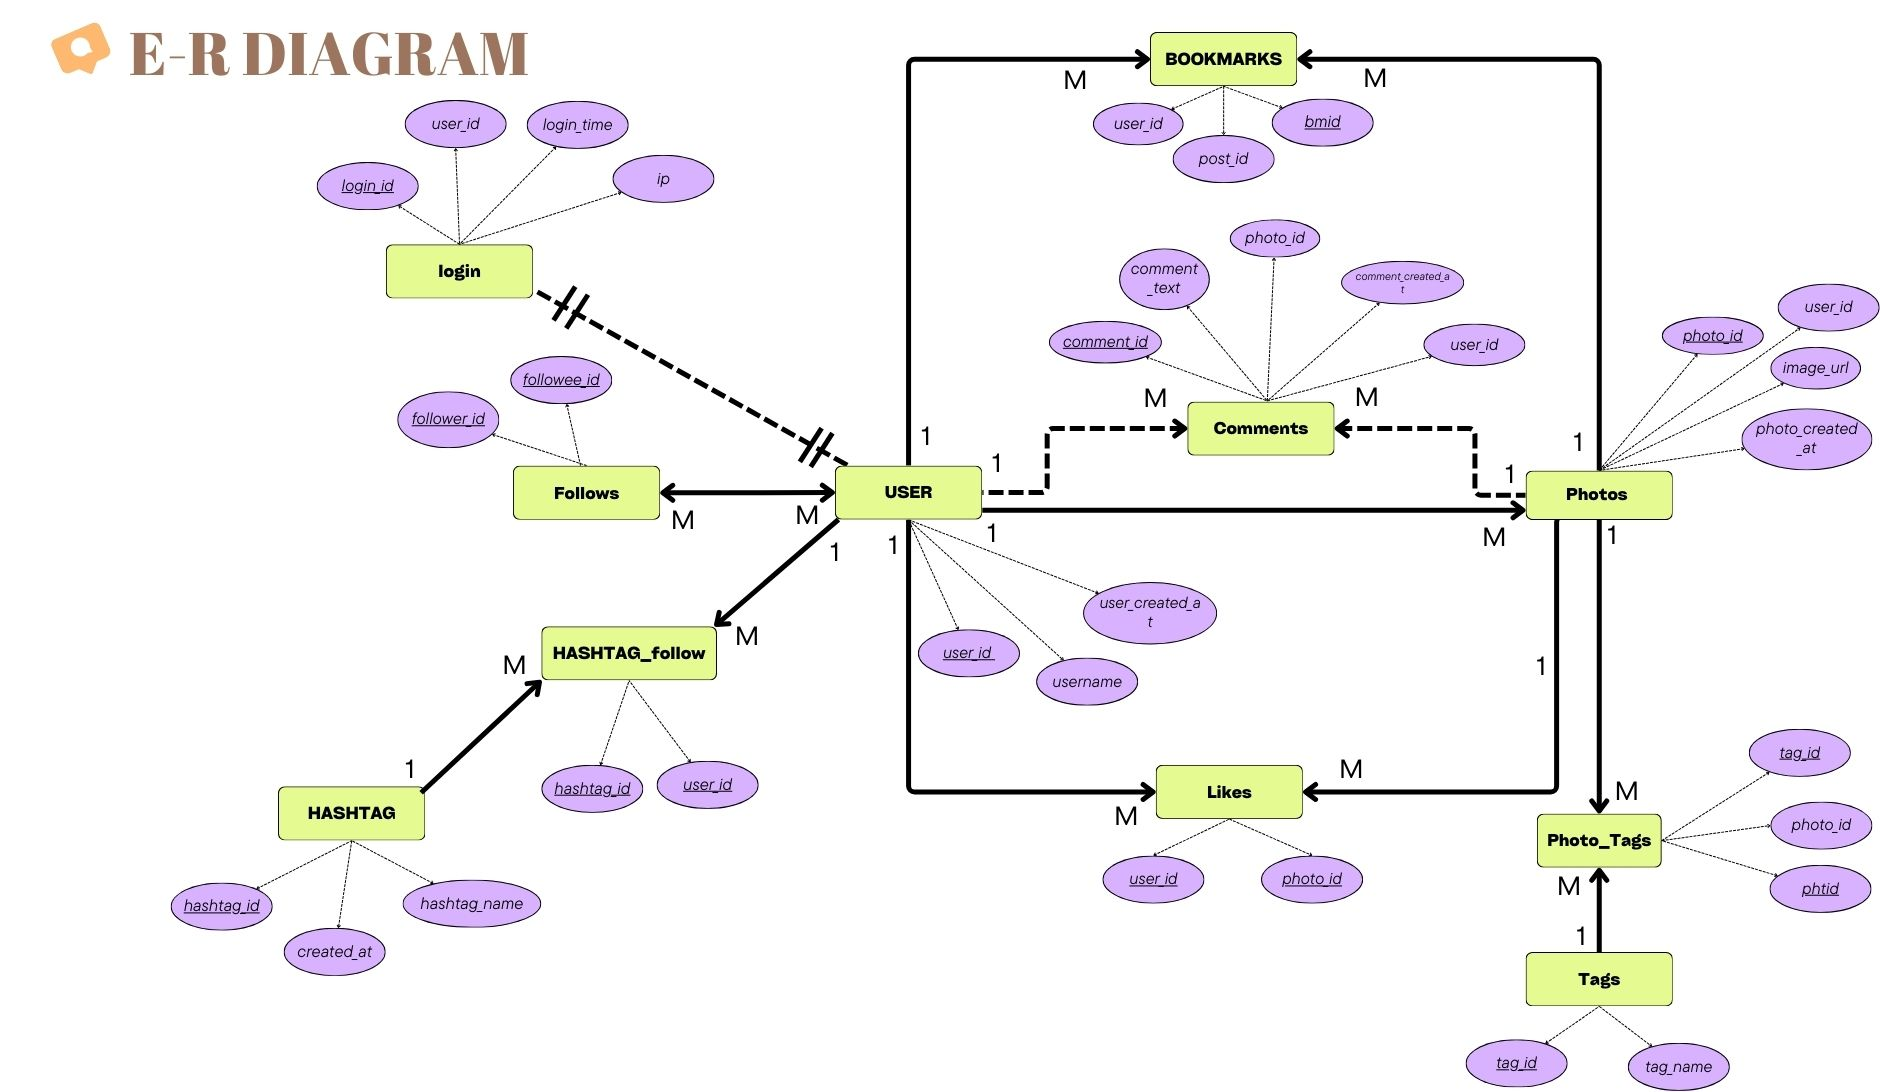 E-R DIAGRAM
BOOKMARKS
M
M
user_id
bmid
post_id
user_id
login_time
login_id
ip
login
photo_id
comment
_text
comment_created_a
t
comment_id
user_id
M
M
Comments
user_id
photo_id
image_url
photo_created
_at
followee_id
follower_id
1
1
1
1
Follows
USER
Photos
M
M
1
M
1
1
1
user_created_a
t
user_id
username
M
HASHTAG_follow
M
1
hashtag_id
user_id
1
HASHTAG
hashtag_id
hashtag_name
created_at
M
Likes
M
user_id
photo_id
tag_id
M
photo_id
Photo_Tags
M
phtid
1
Tags
tag_id
tag_name